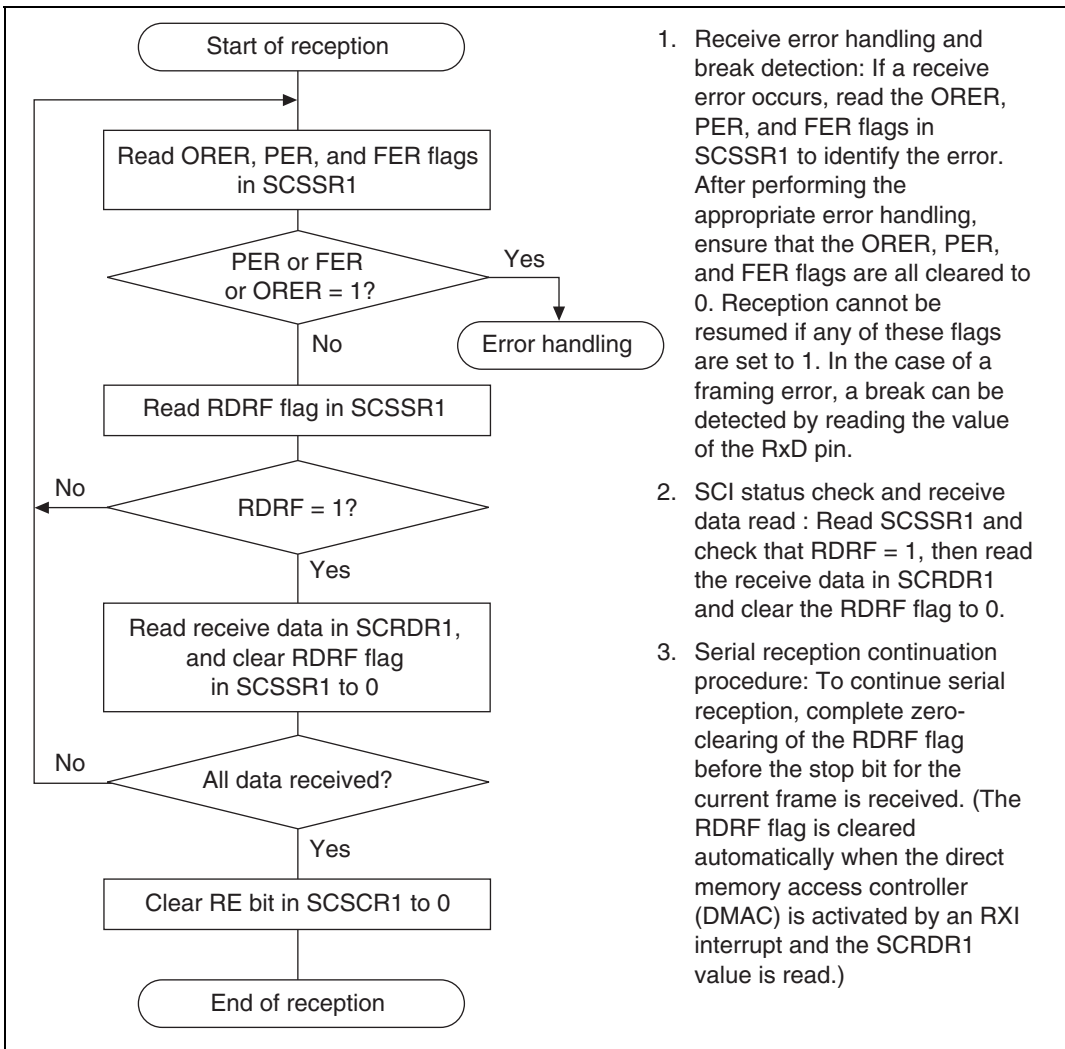 Start of reception
Read ORER, PER, and FER flags
in SCSSR1
PER or FER
or ORER = 1?
Yes
Error handling
No
Read RDRF flag in SCSSR1
No
RDRF = 1?
Yes
Read receive data in SCRDR1,
and clear RDRF flag
in SCSSR1 to 0
No
All data received?
Yes
Clear RE bit in SCSCR1 to 0
End of reception
1. Receive error handling and
break detection: If a receive
error occurs, read the ORER,
PER, and FER flags in
SCSSR1 to identify the error.
After performing the
appropriate error handling,
ensure that the ORER, PER,
and FER flags are all cleared to
0. Reception cannot be
resumed if any of these flags
are set to 1. In the case of a
framing error, a break can be
detected by reading the value
of the RxD pin.
2. SCI status check and receive
data read : Read SCSSR1 and
check that RDRF = 1, then read
the receive data in SCRDR1
and clear the RDRF flag to 0.
3. Serial reception continuation
procedure: To continue serial
reception, complete zero-
clearing of the RDRF flag
before the stop bit for the
current frame is received. (The
RDRF flag is cleared
automatically when the direct
memory access controller
(DMAC) is activated by an RXI
interrupt and the SCRDR1
value is read.)